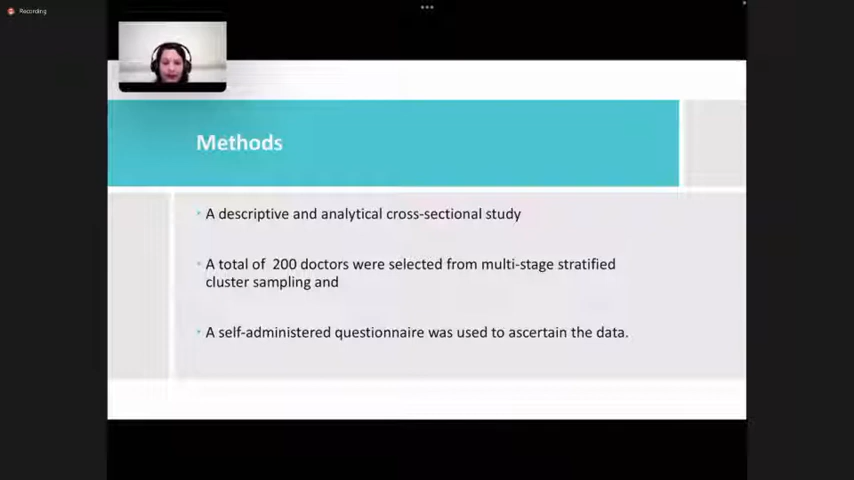 Recording
Methods
A descriptive and analytical cross-sectional study
A total of 200 doctors were selected from multi-stage stratified
cluster sampling and
A self-administered questionnaire was used to ascertain the data.